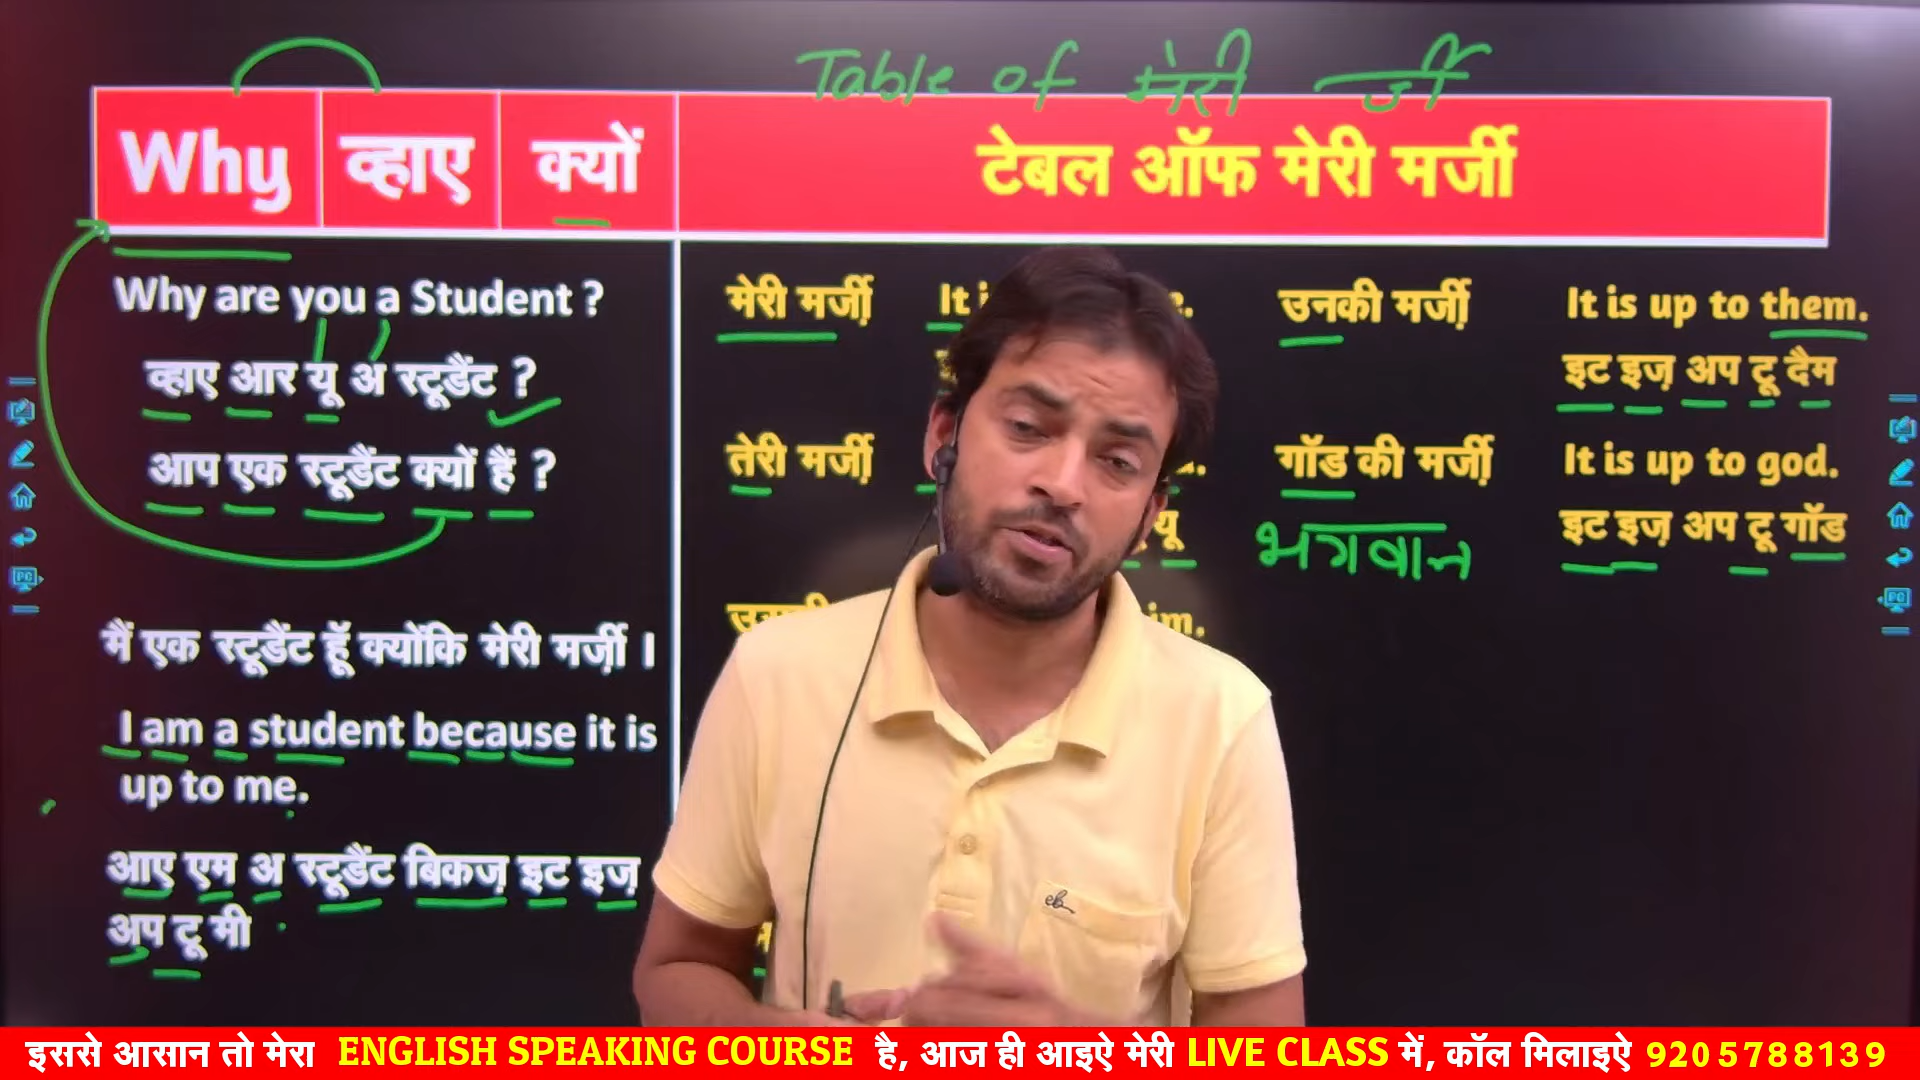 Table of मेरी र्जी
Why व्हाए क्यों टेबल ऑफ मेरी मर्जी
Why are you a Student ?
व्हाए आर यू अ स्टूडैंट ?
आप एक स्टूडैंट क्यों हैं ?
मैं एक स्टूडैंट हूँ क्योंकि मेरी मर्ज़ी ।
I am a student because it is
up to me.
आए एम अ स्टूडैंट बिकज़ इट इज़
अप टू मी
मेरी मर्ज़ी It
तेरी मर्ज़ी
यू
उनकी मर्ज़ी It is up to them.
इट इज़ अप टू दैम
गॉड की मर्ज़ी It is up to god.
भगवान इट इज़ अप टू गॉड
eb
इससे आसान तो मेरा ENGLISH SPEAKING COURSE है, आज ही आइऐ मेरी LIVE CLASS में, कॉल मिलाइऐ 9205788139